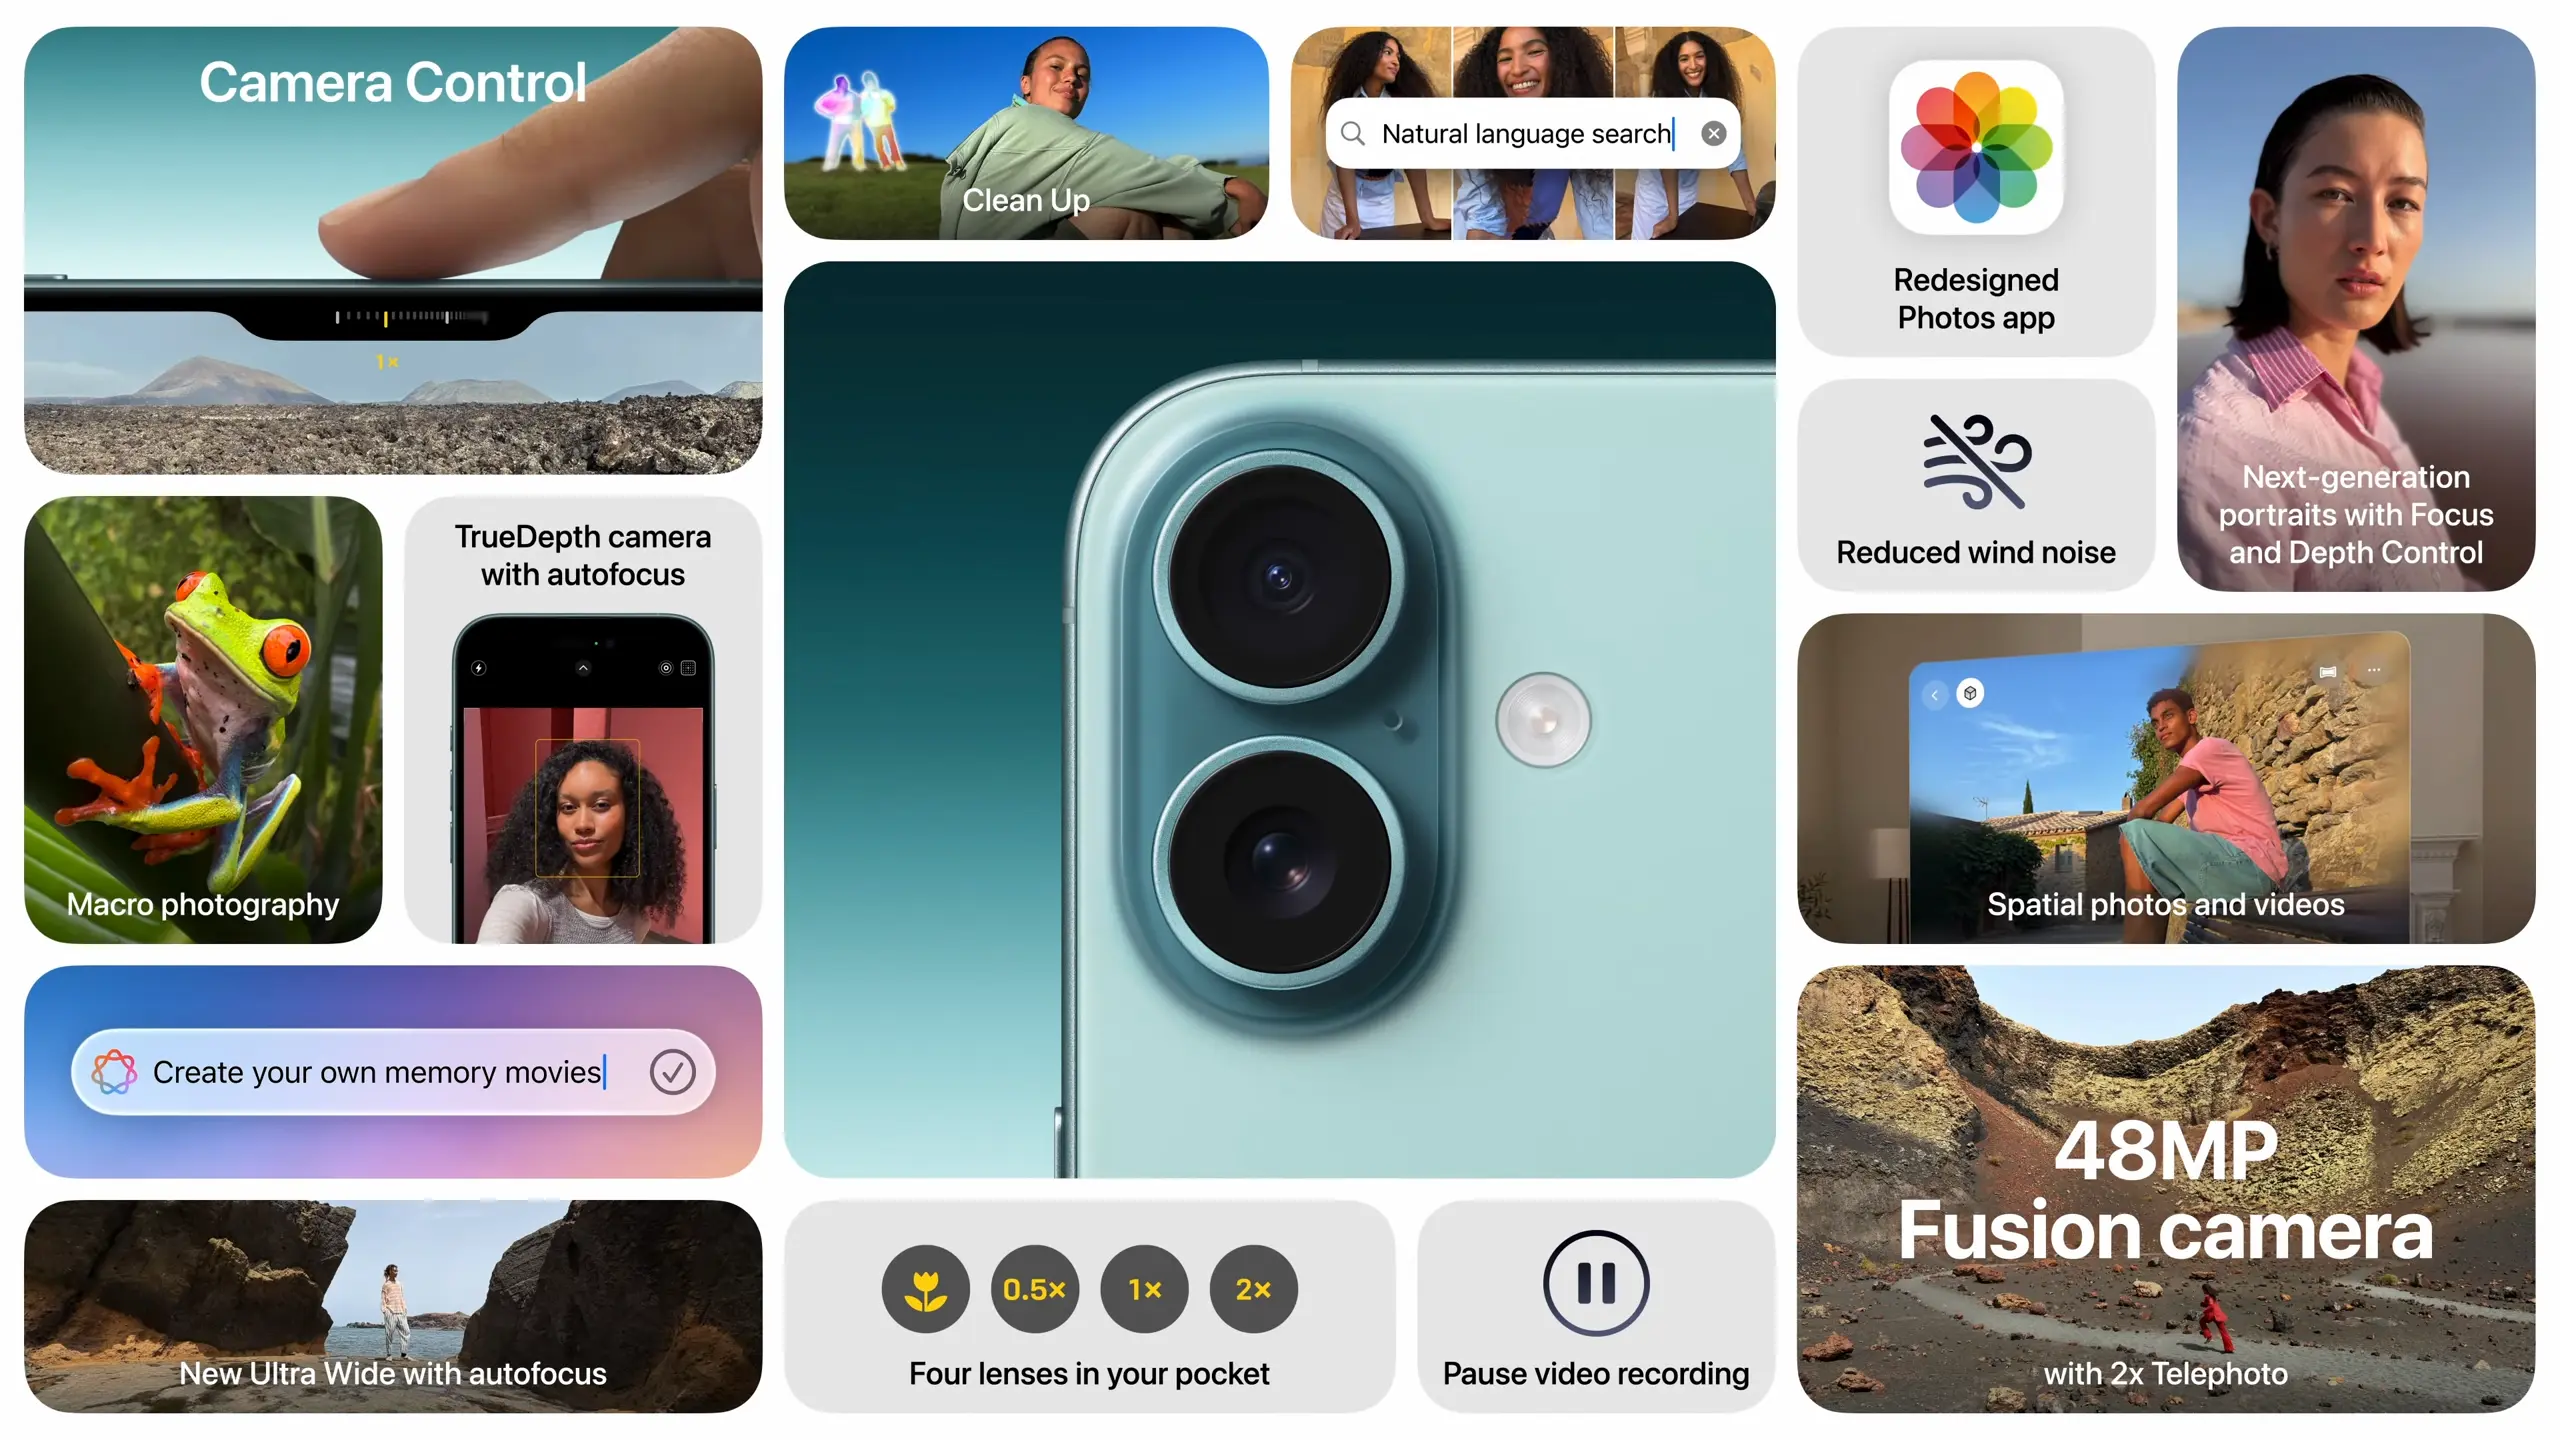 Camera Control
1×
Clean Up
Natural language search
Redesigned
Photos app
Reduced wind noise
Next-generation
portraits with Focus
and Depth Control
Macro photography
TrueDepth camera
with autofocus
Spatial photos and videos
Create your own memory movies
New Ultra Wide with autofocus
0.5×
1×
2×
Four lenses in your pocket
Pause video recording
48MP
Fusion camera
with 2x Telephoto